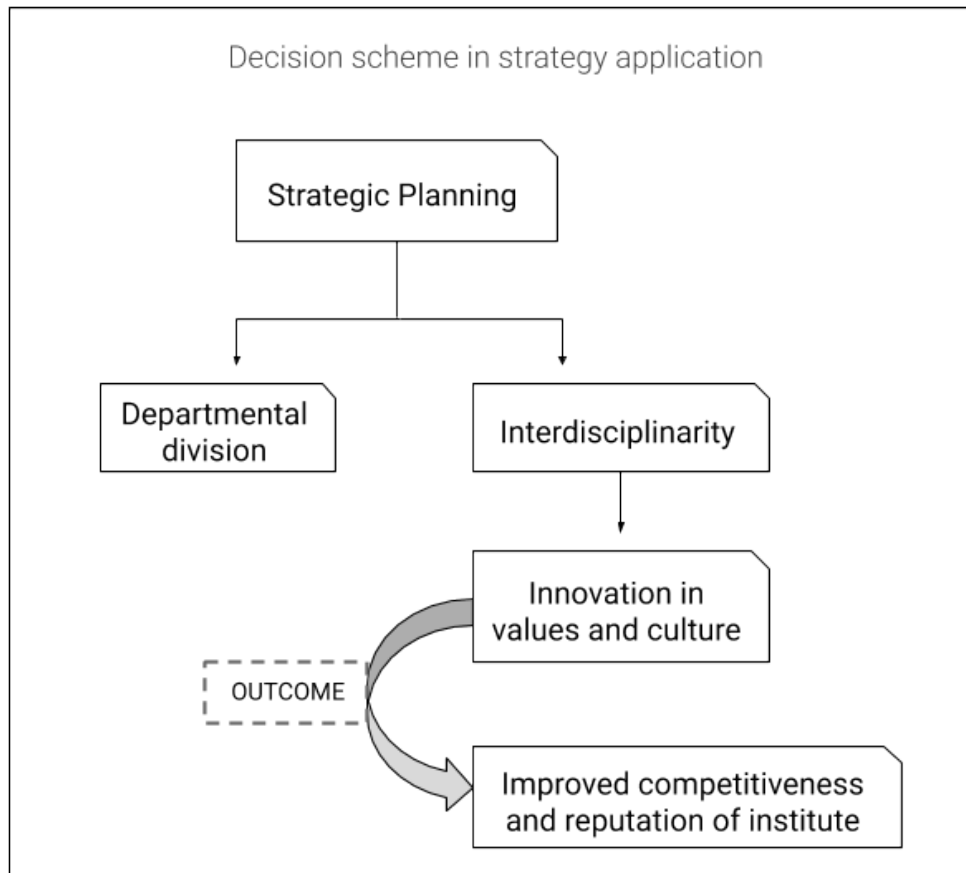 Decision scheme in strategy application
Strategic Planning
Departmental
division
Interdisciplinarity
Innovation in
values and culture
OUTCOME
Improved competitiveness
and reputation of institute